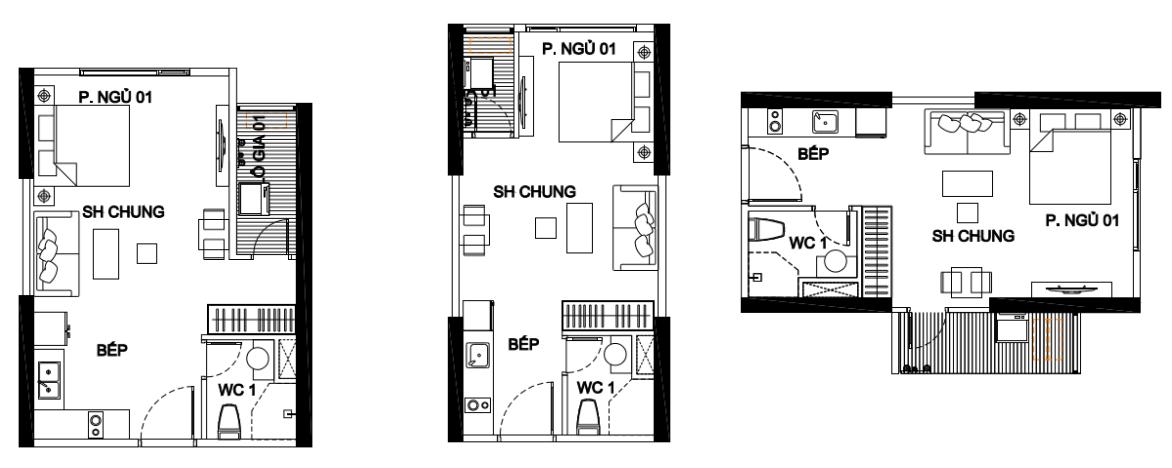 P. NGỦ 01
LÔ GIA 01
SH CHUNG
BẾP
WC 1
P. NGỦ 01
SH CHUNG
BẾP
WC 1
BẾP
WC 1
P. NGỦ 01
SH CHUNG